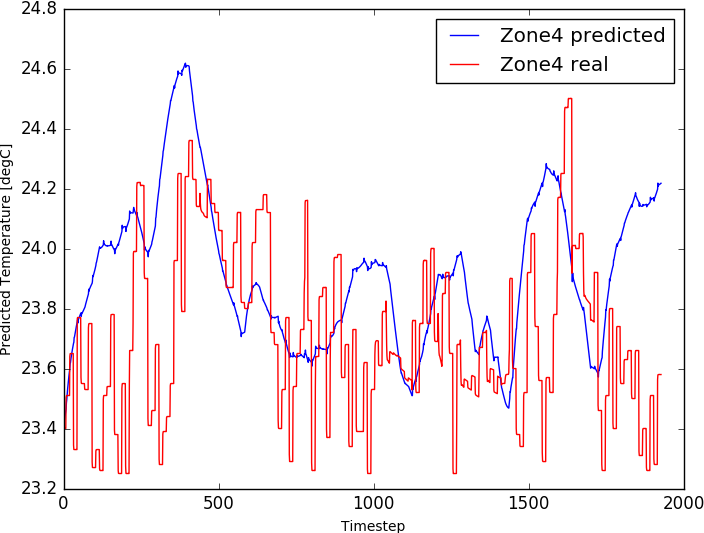 24.8
24.6
24.4
24.2
24.0
23.8
23.6
23.4
23.2
Predicted Temperature [degC]
Zone4 predicted
Zone4 real
0 500 1000 1500 2000
Timestep